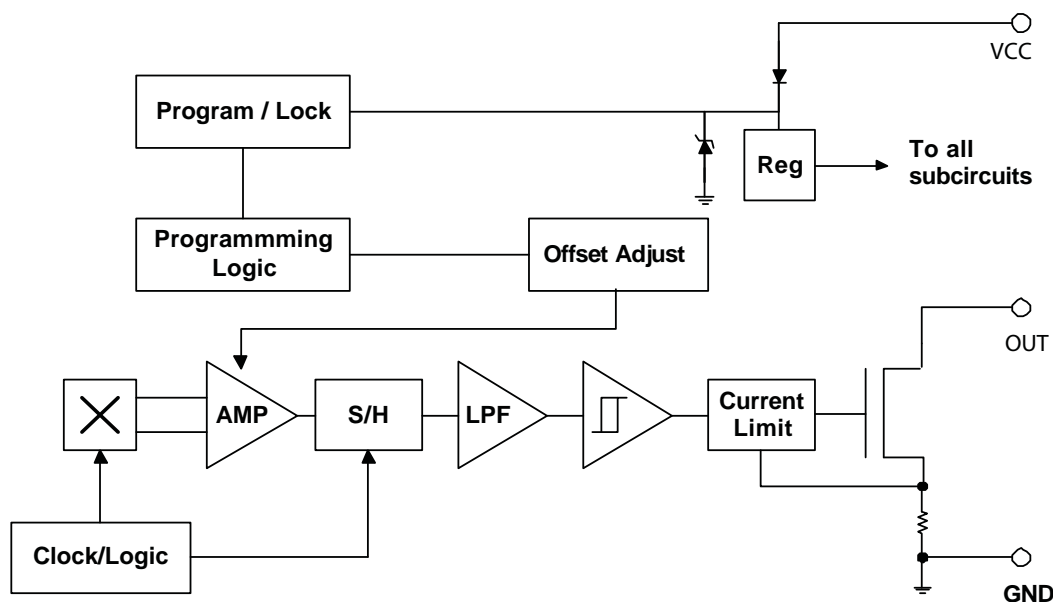 VCC
Program / Lock
Reg
To all
subcircuits
Programmming
Logic
Offset Adjust
OUT
AMP
S/H
LPF
Current
Limit
Clock/Logic
GND